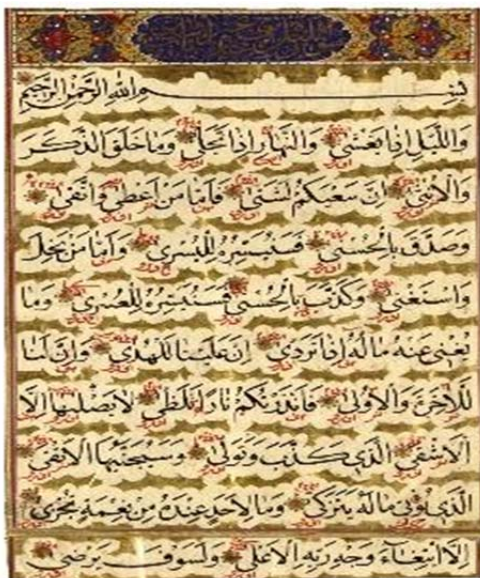 بسم الله الرحمن الرحيم
والليل اذا يغشى والنهار اذا تجلى وما خلق الذكر
والانثى ان سعيكم لشتى فاما من اعطى واتقى
وصدق بالحسنى فسنيسره لليسرى واما من بخل
واستغنى وكذب بالحسنى فسنيسره للعسرى وما
يغنى عنه ماله اذا تردى ان علينا للهدى وان لنا
للاخرة والاولى فانذرتكم نارا تلظى لا يصليها الا
الاشقى الذى كذب وتولى وسيجنبها الاتقى
الذى يؤتى ماله يتزكى وما لاحد عنده من نعمة تجزى
الا ابتغاء وجه ربه الاعلى ولسوف يرضى